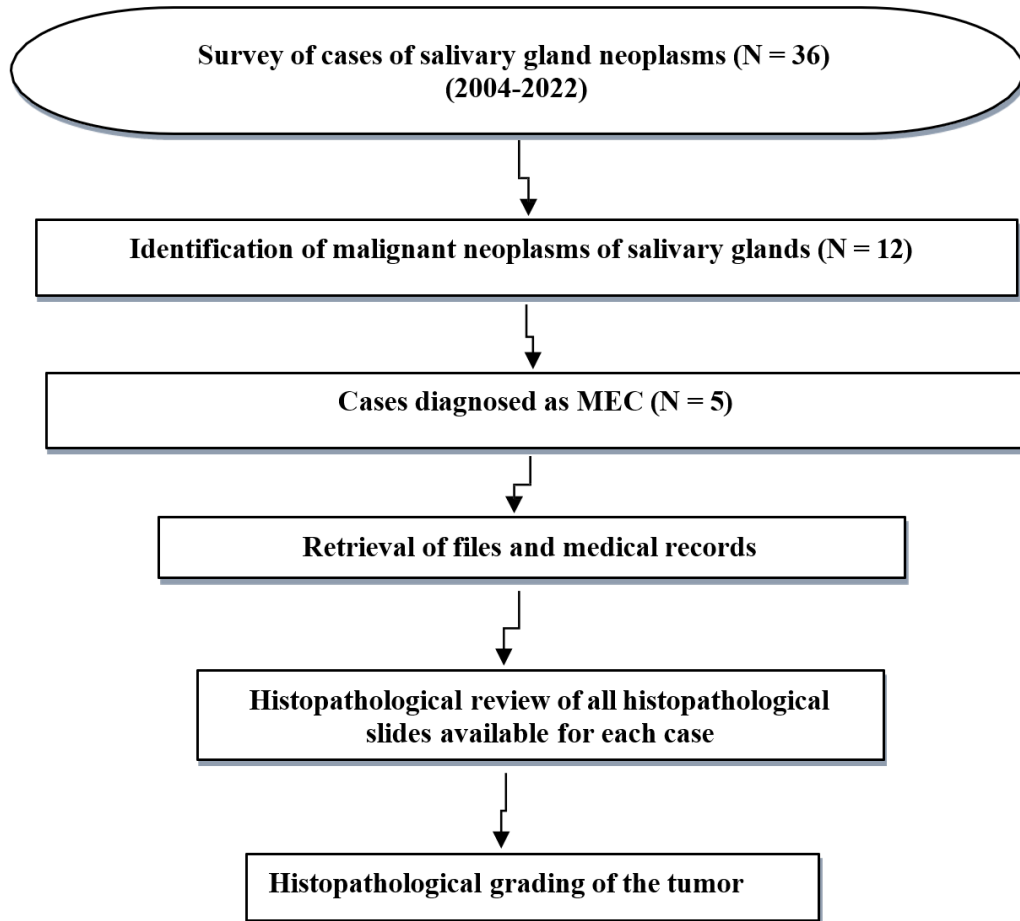 Survey of cases of salivary gland neoplasms (N = 36)
(2004-2022)
Identification of malignant neoplasms of salivary glands (N = 12)
Cases diagnosed as MEC (N = 5)
Retrieval of files and medical records
Histopathological review of all histopathological
slides available for each case
Histopathological grading of the tumor